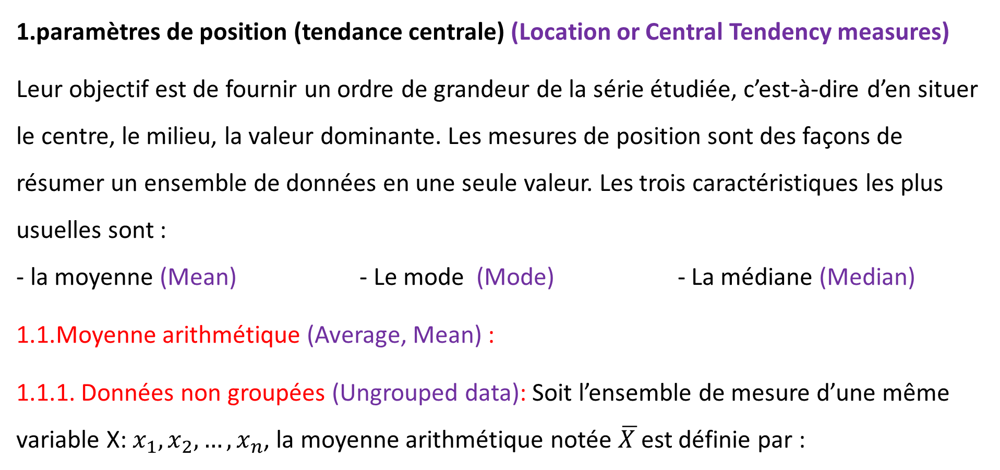 1.paramètres de position (tendance centrale) (Location or Central Tendency measures)
Leur objectif est de fournir un ordre de grandeur de la série étudiée, c’est-à-dire d’en situer
le centre, le milieu, la valeur dominante. Les mesures de position sont des façons de
résumer un ensemble de données en une seule valeur. Les trois caractéristiques les plus
usuelles sont :
- la moyenne (Mean) - Le mode (Mode) - La médiane (Median)
1.1.Moyenne arithmétique (Average, Mean) :
1.1.1. Données non groupées (Ungrouped data): Soit l’ensemble de mesure d’une même
variable X: x₁, x₂, … , xₙ, la moyenne arithmétique notée X̅ est définie par :